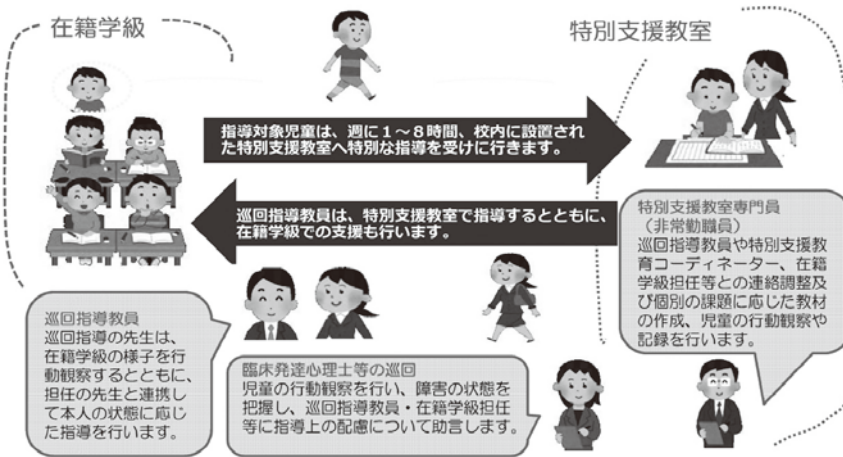 在籍学級
特別支援教室
指導対象児童は、週に１～８時間、校内に設置され
た特別支援教室へ特別な指導を受けに行きます。
巡回指導教員は、特別支援教室で指導するとともに、
在籍学級での支援も行います。
特別支援教室専門員
（非常勤職員）
巡回指導教員や特別支援教
育コーディネーター、在籍
学級担任等との連絡調整及
び個別の課題に応じた教材
の作成、児童の行動観察や
記録を行います。
巡回指導教員
巡回指導の先生は、
在籍学級の様子を行
動観察するとともに、
担任の先生と連携し
て本人の状態に応じ
た指導を行います。
臨床発達心理士等の巡回
児童の行動観察を行い、障害の状態を
把握し、巡回指導教員・在籍学級担任
等に指導上の配慮について助言します。